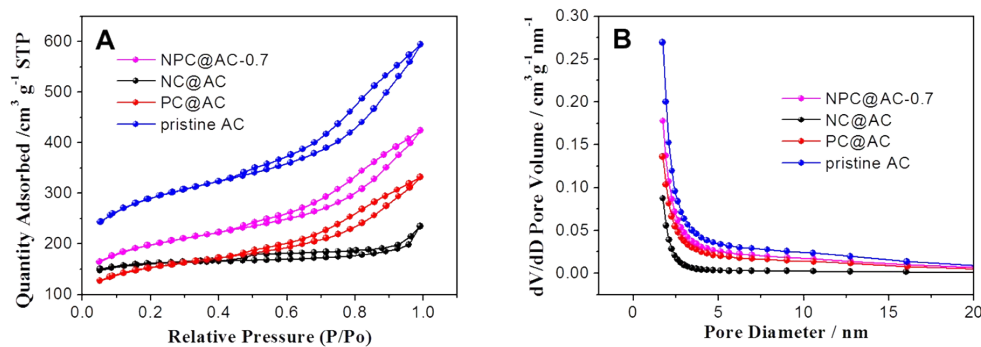 A
NPC@AC-0.7
NC@AC
PC@AC
pristine AC
Quantity Adsorbed /cm³ g⁻¹ STP
600
500
400
300
200
100
0.0 0.2 0.4 0.6 0.8 1.0
Relative Pressure (P/Po)
B
NPC@AC-0.7
NC@AC
PC@AC
pristine AC
dV/dD Pore Volume / cm³ g⁻¹ nm⁻¹
0.30
0.25
0.20
0.15
0.10
0.05
0.00
0 5 10 15 20
Pore Diameter / nm